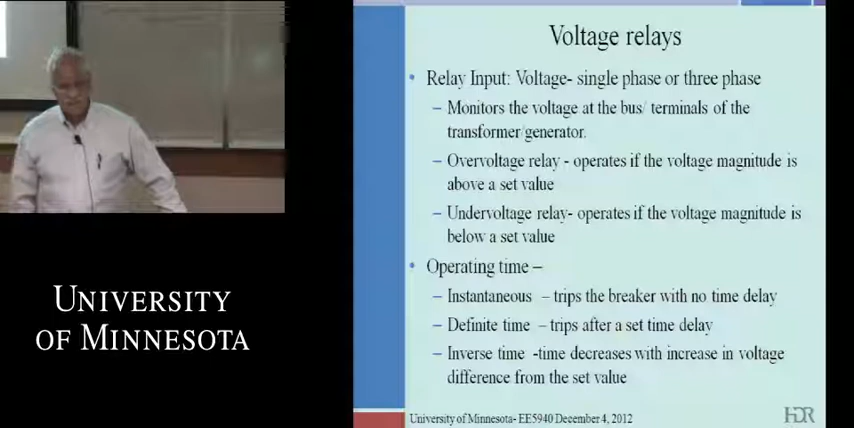 Voltage relays
• Relay Input: Voltage- single phase or three phase
– Monitors the voltage at the bus/ terminals of the
transformer/generator.
– Overvoltage relay - operates if the voltage magnitude is
above a set value
– Undervoltage relay- operates if the voltage magnitude is
below a set value
• Operating time –
– Instantaneous – trips the breaker with no time delay
– Definite time – trips after a set time delay
– Inverse time -time decreases with increase in voltage
difference from the set value
University of Minnesota- EE5940 December 4, 2012
HDR
UNIVERSITY
OF MINNESOTA